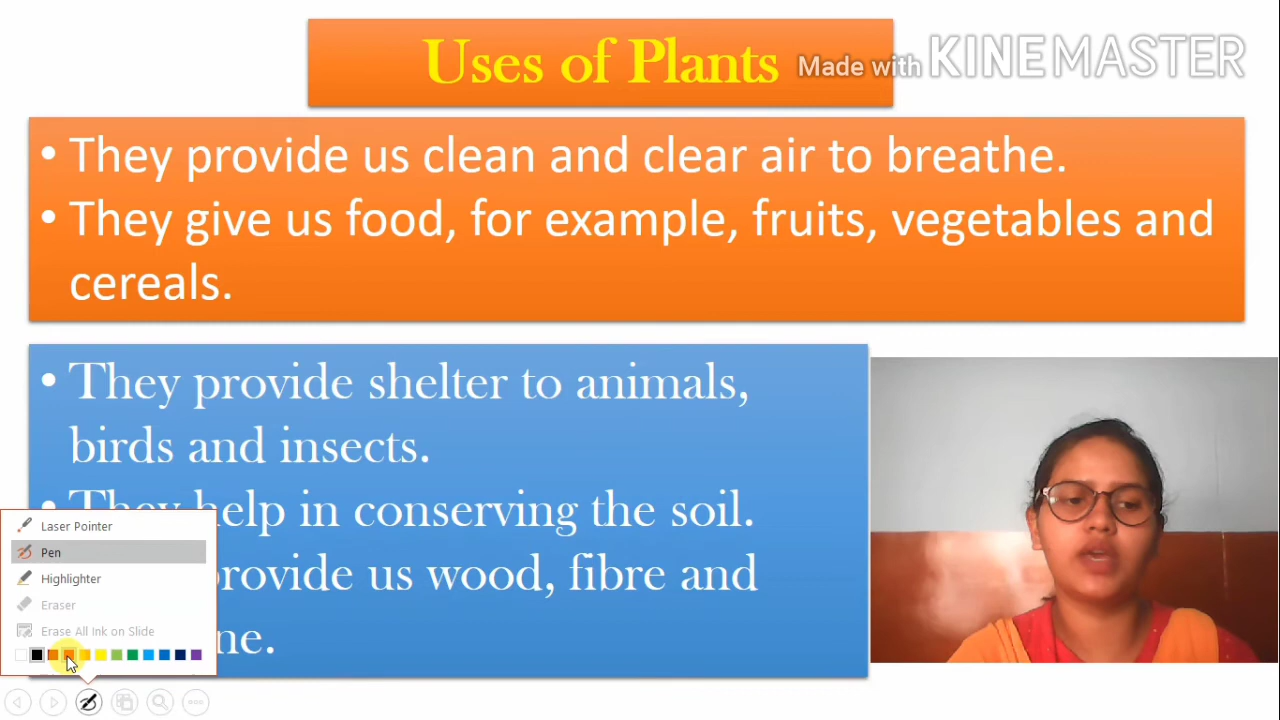 Uses of Plants
Made with KINEMASTER
• They provide us clean and clear air to breathe.
• They give us food, for example, fruits, vegetables and
cereals.
• They provide shelter to animals,
birds and insects.
They help in conserving the soil.
provide us wood, fibre and
Laser Pointer
Pen
Highlighter
Eraser
Erase All Ink on Slide